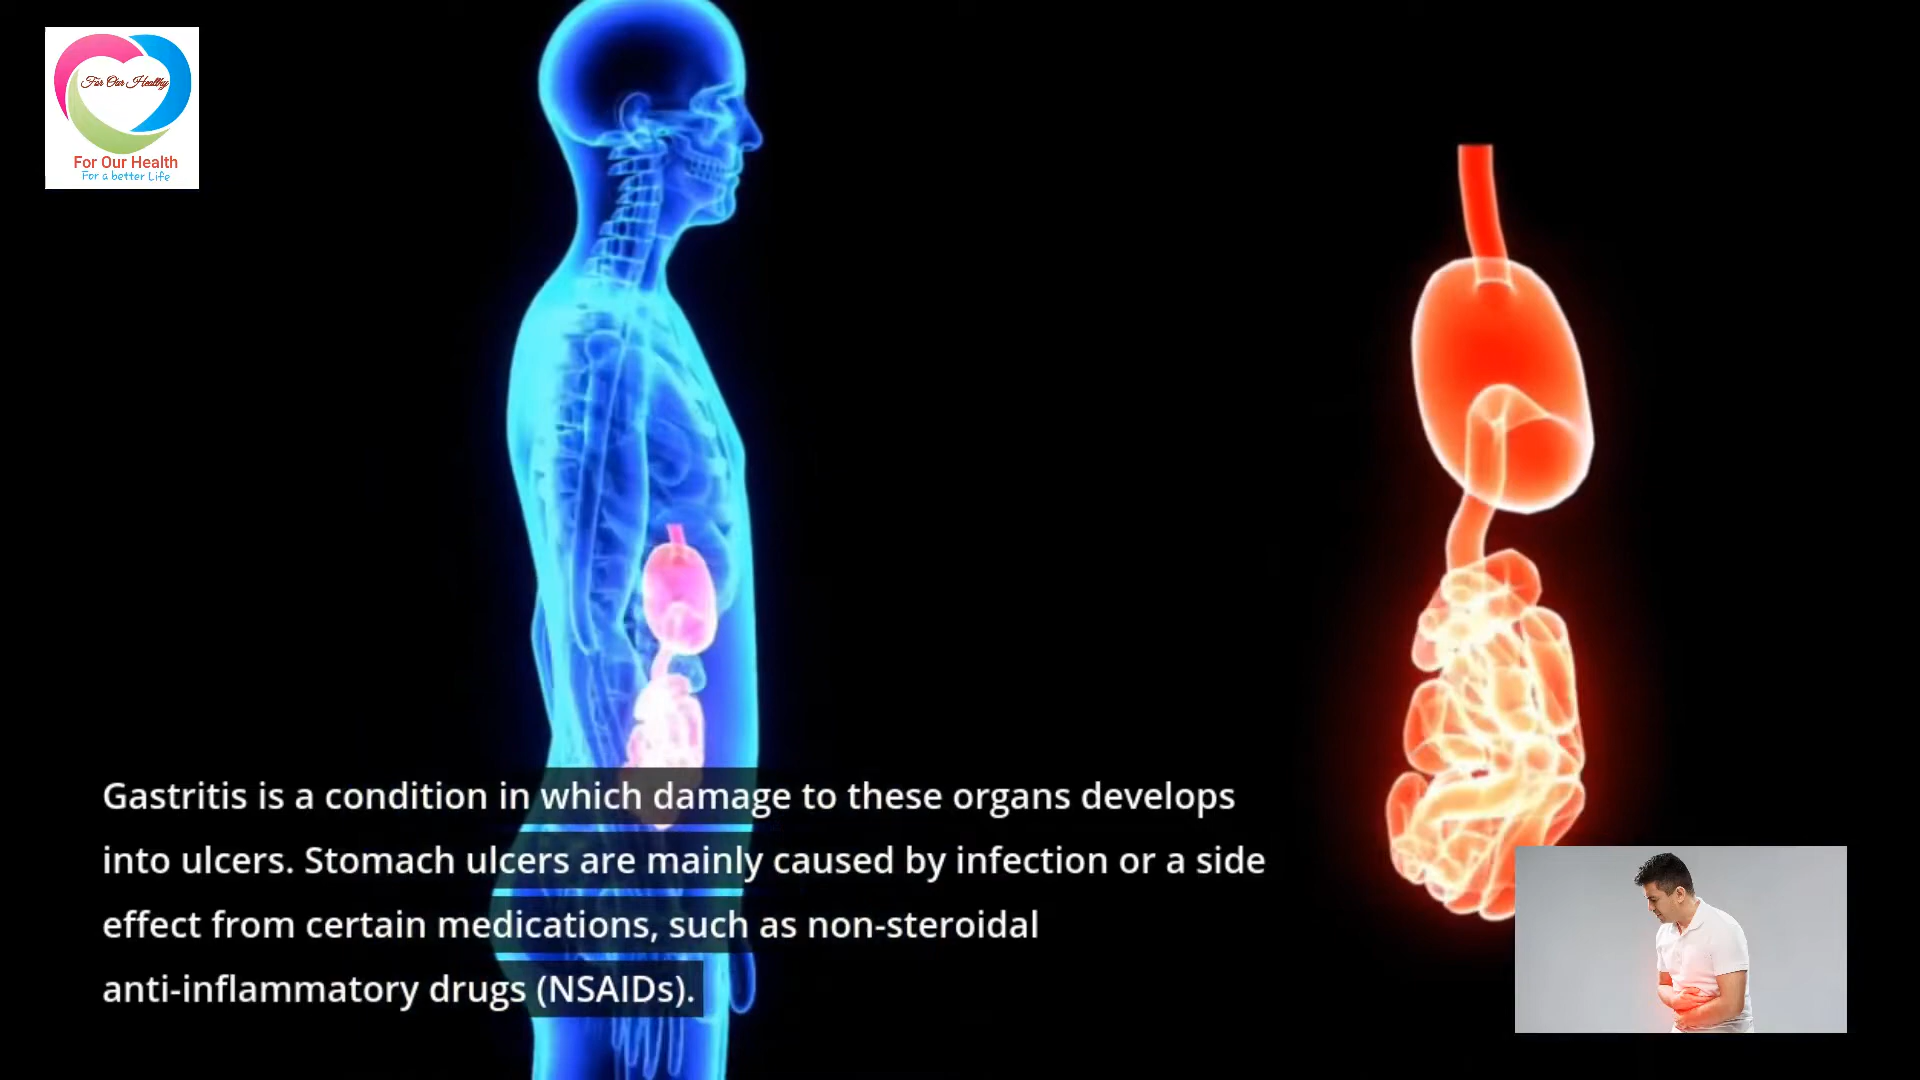 For Our Healthy
For Our Health
For a better Life
Gastritis is a condition in which damage to these organs develops
into ulcers. Stomach ulcers are mainly caused by infection or a side
effect from certain medications, such as non-steroidal
anti-inflammatory drugs (NSAIDs).